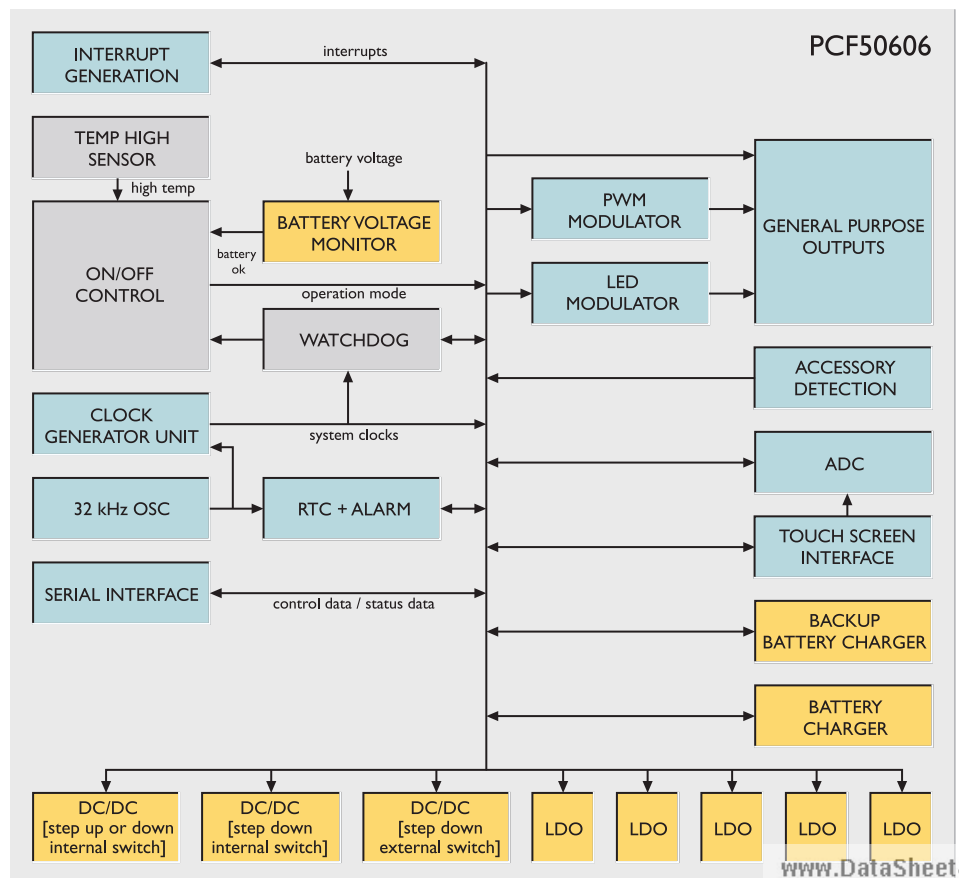 PCF50606
INTERRUPT
GENERATION
interrupts
TEMP HIGH
SENSOR
high temp
battery voltage
BATTERY VOLTAGE
MONITOR
battery
ok
ON/OFF
CONTROL
operation mode
WATCHDOG
CLOCK
GENERATOR UNIT
system clocks
32 kHz OSC
RTC + ALARM
SERIAL INTERFACE
control data / status data
PWM
MODULATOR
LED
MODULATOR
GENERAL PURPOSE
OUTPUTS
ACCESSORY
DETECTION
ADC
TOUCH SCREEN
INTERFACE
BACKUP
BATTERY CHARGER
BATTERY
CHARGER
DC/DC
[step up or down
internal switch]
DC/DC
[step down
internal switch]
DC/DC
[step down
external switch]
LDO
LDO
LDO
LDO
LDO
www.DataSheet